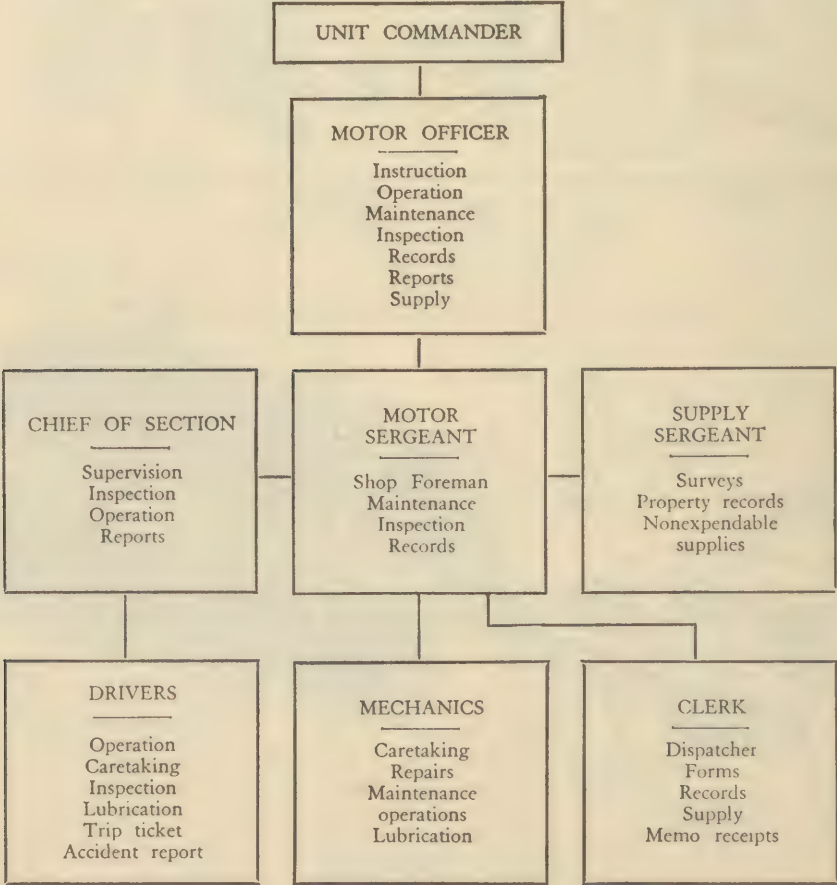 UNIT COMMANDER
MOTOR OFFICER
Instruction
Operation
Maintenance
Inspection
Records
Reports
Supply
CHIEF OF SECTION
Supervision
Inspection
Operation
Reports
MOTOR
SERGEANT
Shop Foreman
Maintenance
Inspection
Records
SUPPLY
SERGEANT
Surveys
Property records
Nonexpendable
supplies
DRIVERS
Operation
Caretaking
Inspection
Lubrication
Trip ticket
Accident report
MECHANICS
Caretaking
Repairs
Maintenance
operations
Lubrication
CLERK
Dispatcher
Forms
Records
Supply
Memo receipts